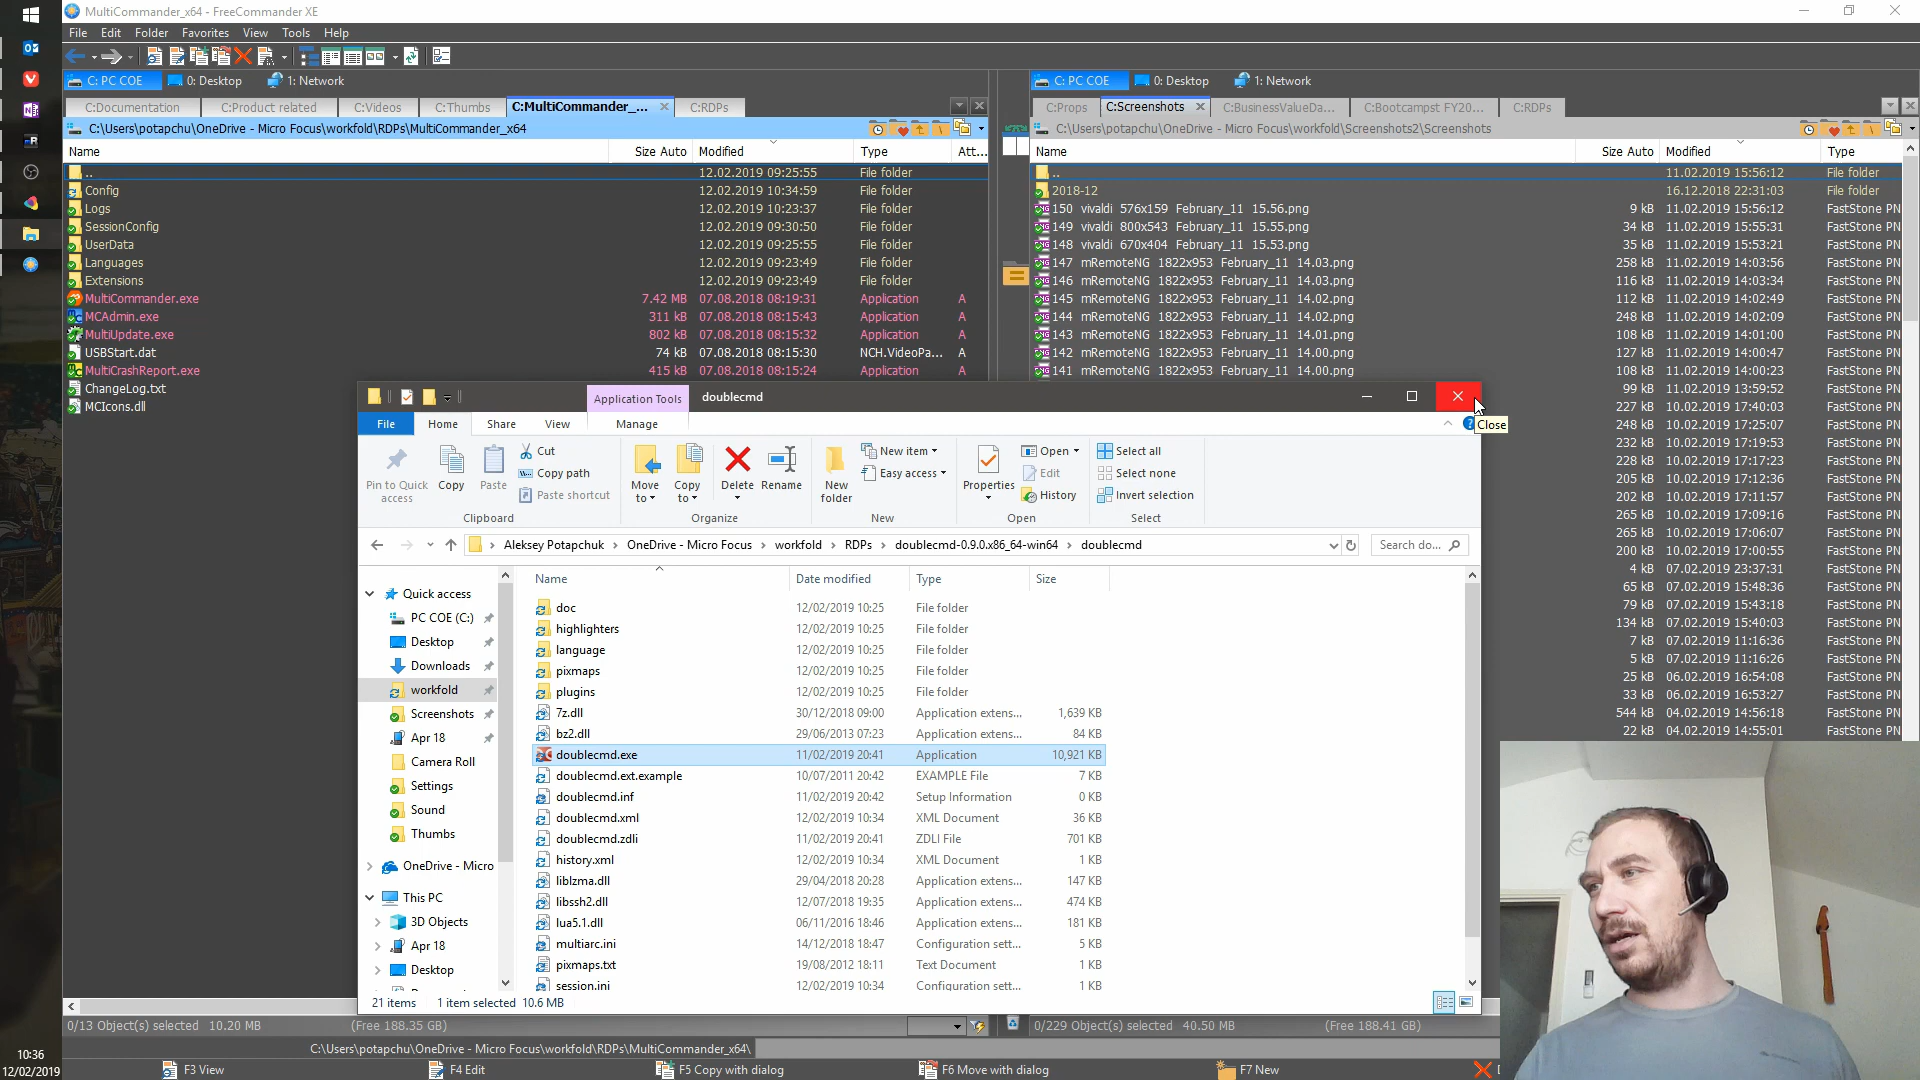 MultiCommander_x64 - FreeCommander XE
File Edit Folder Favorites View Tools Help
C: PC COE 0: Desktop 1: Network
C:Documentation C:Product related C:Videos C:Thumbs C:MultiCommander_... C:RDPs
C:\Users\potapchu\OneDrive - Micro Focus\workfold\RDPs\MultiCommander_x64
Name Size Auto Modified Type Att...
.. 12.02.2019 09:25:55 File folder
Config 12.02.2019 10:34:59 File folder
Logs 12.02.2019 10:23:37 File folder
SessionConfig 12.02.2019 09:30:50 File folder
UserData 12.02.2019 09:25:55 File folder
Languages 12.02.2019 09:23:49 File folder
Extensions 12.02.2019 09:23:49 File folder
MultiCommander.exe 7.42 MB 07.08.2018 08:19:31 Application A
MCAdmin.exe 311 kB 07.08.2018 08:15:43 Application A
MultiUpdate.exe 802 kB 07.08.2018 08:15:32 Application A
USBStart.dat 74 kB 07.08.2018 08:15:30 NCH.VideoPa... A
MultiCrashReport.exe 415 kB 07.08.2018 08:15:24 Application A
ChangeLog.txt
MCIcons.dll
C: PC COE 0: Desktop 1: Network
C:Props C:Screenshots C:BusinessValueDa... C:Bootcampst FY20... C:RDPs
C:\Users\potapchu\OneDrive - Micro Focus\workfold\Screenshots2\Screenshots
Name Size Auto Modified Type
.. 11.02.2019 15:56:12 File folder
2018-12 16.12.2018 22:31:03 File folder
150 vivaldi 576x159 February_11 15.56.png 9 kB 11.02.2019 15:56:12 FastStone PN
149 vivaldi 800x543 February_11 15.55.png 34 kB 11.02.2019 15:55:31 FastStone PN
148 vivaldi 670x404 February_11 15.53.png 35 kB 11.02.2019 15:53:21 FastStone PN
147 mRemoteNG 1822x953 February_11 14.03.png 258 kB 11.02.2019 14:03:56 FastStone PN
146 mRemoteNG 1822x953 February_11 14.03.png 116 kB 11.02.2019 14:03:34 FastStone PN
145 mRemoteNG 1822x953 February_11 14.02.png 112 kB 11.02.2019 14:02:49 FastStone PN
144 mRemoteNG 1822x953 February_11 14.02.png 248 kB 11.02.2019 14:02:09 FastStone PN
143 mRemoteNG 1822x953 February_11 14.01.png 108 kB 11.02.2019 14:01:00 FastStone PN
142 mRemoteNG 1822x953 February_11 14.00.png 127 kB 11.02.2019 14:00:47 FastStone PN
141 mRemoteNG 1822x953 February_11 14.00.png 108 kB 11.02.2019 14:00:23 FastStone PN
99 kB 11.02.2019 13:59:52 FastStone PN
227 kB 10.02.2019 17:40:03 FastStone PN
248 kB 10.02.2019 17:25:07 FastStone PN
232 kB 10.02.2019 17:19:53 FastStone PN
228 kB 10.02.2019 17:17:23 FastStone PN
205 kB 10.02.2019 17:12:36 FastStone PN
202 kB 10.02.2019 17:11:57 FastStone PN
265 kB 10.02.2019 17:09:16 FastStone PN
265 kB 10.02.2019 17:06:07 FastStone PN
200 kB 10.02.2019 17:00:55 FastStone PN
4 kB 07.02.2019 23:37:31 FastStone PN
65 kB 07.02.2019 15:48:36 FastStone PN
79 kB 07.02.2019 15:43:18 FastStone PN
134 kB 07.02.2019 15:40:03 FastStone PN
7 kB 07.02.2019 11:16:36 FastStone PN
5 kB 07.02.2019 11:16:26 FastStone PN
25 kB 06.02.2019 16:54:08 FastStone PN
33 kB 06.02.2019 16:53:27 FastStone PN
544 kB 04.02.2019 14:56:18 FastStone PN
22 kB 04.02.2019 14:55:01 FastStone PN
Application Tools doublecmd
Close
File Home Share View Manage
Pin to Quick access Copy Paste Cut Copy path Paste shortcut
Move to Copy to Delete Rename New folder New item Easy access
Properties Open Edit History Select all Select none Invert selection
Clipboard Organize New Open Select
Aleksey Potapchuk OneDrive - Micro Focus workfold RDPs doublecmd-0.9.0.x86_64-win64 doublecmd Search do...
Quick access
PC COE (C:)
Desktop
Downloads
workfold
Screenshots
Apr 18
Camera Roll
Settings
Sound
Thumbs
OneDrive - Micro
This PC
3D Objects
Apr 18
Desktop
Name Date modified Type Size
doc 12/02/2019 10:25 File folder
highlighters 12/02/2019 10:25 File folder
language 12/02/2019 10:25 File folder
pixmaps 12/02/2019 10:25 File folder
plugins 12/02/2019 10:25 File folder
7z.dll 30/12/2018 09:00 Application extens... 1,639 KB
bz2.dll 29/06/2013 07:23 Application extens... 84 KB
doublecmd.exe 11/02/2019 20:41 Application 10,921 KB
doublecmd.ext.example 10/07/2011 20:42 EXAMPLE File 7 KB
doublecmd.inf 11/02/2019 20:42 Setup Information 0 KB
doublecmd.xml 12/02/2019 10:34 XML Document 36 KB
doublecmd.zdli 11/02/2019 20:41 ZDLI File 701 KB
history.xml 12/02/2019 10:34 XML Document 1 KB
liblzma.dll 29/04/2018 20:28 Application extens... 147 KB
libssh2.dll 12/07/2018 19:35 Application extens... 474 KB
lua5.1.dll 06/11/2016 18:46 Application extens... 181 KB
multiarc.ini 14/12/2018 18:47 Configuration sett... 5 KB
pixmaps.txt 19/08/2012 18:11 Text Document 1 KB
session.ini 12/02/2019 10:34 Configuration sett... 1 KB
21 items 1 item selected 10.6 MB
0/13 Object(s) selected 10.20 MB (Free 188.35 GB)
0/229 Object(s) selected 40.50 MB (Free 188.41 GB)
C:\Users\potapchu\OneDrive - Micro Focus\workfold\RDPs\MultiCommander_x64\
F3 View F4 Edit F5 Copy with dialog F6 Move with dialog F7 New
10:36
12/02/2019